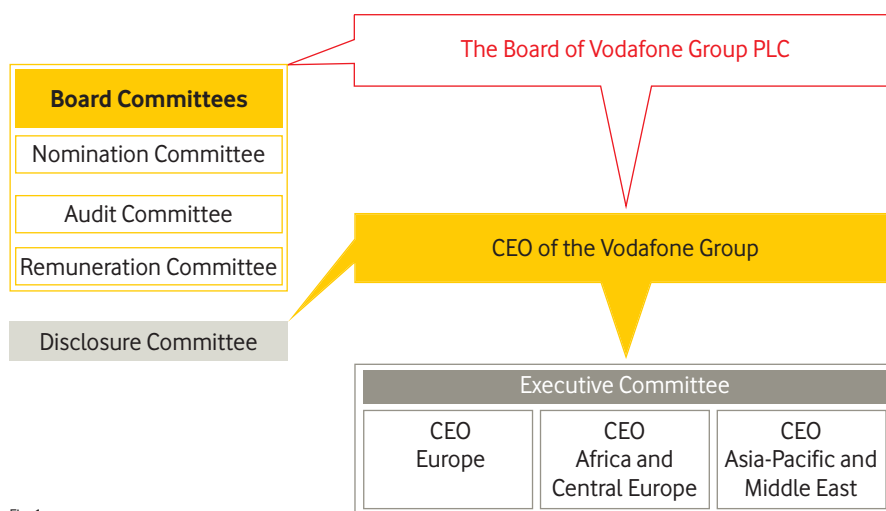 The Board of Vodafone Group PLC
Board Committees
Nomination Committee
Audit Committee
Remuneration Committee
CEO of the Vodafone Group
Disclosure Committee
Executive Committee
CEO
Europe
CEO
Africa and
Central Europe
CEO
Asia-Pacific and
Middle East